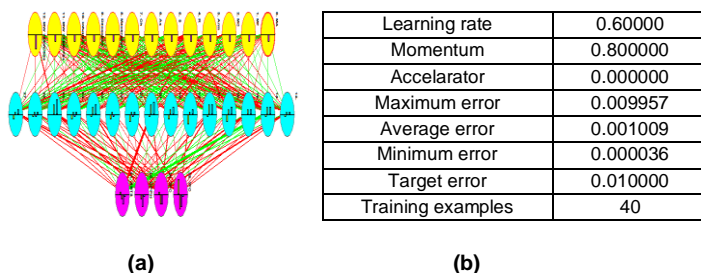 Learning rate 0.60000
Momentum 0.800000
Accelarator 0.000000
Maximum error 0.009957
Average error 0.001009
Minimum error 0.000036
Target error 0.010000
Training examples 40
(a) (b)